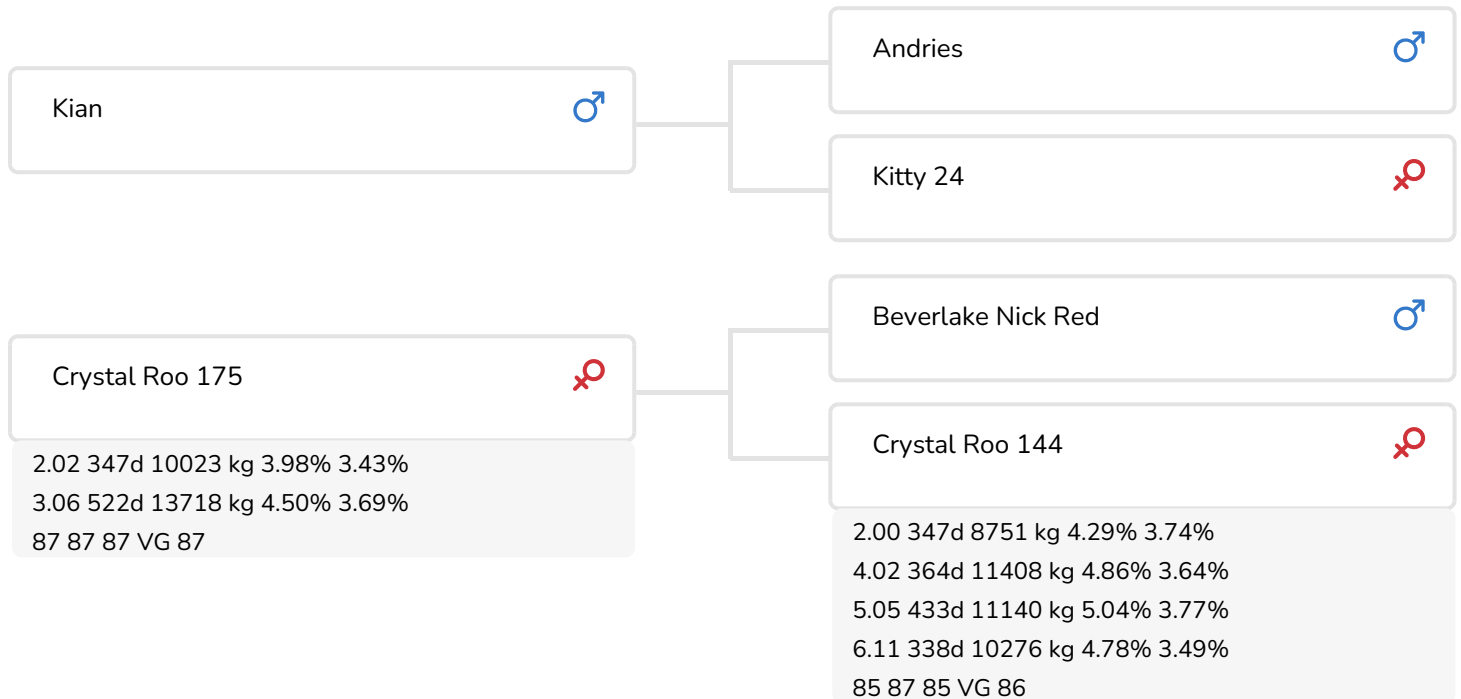 Kian
Crystal Roo 175
2.02 347d 10023 kg 3.98% 3.43%
3.06 522d 13718 kg 4.50% 3.69%
87 87 87 VG 87
Andries
Kitty 24
Beverlake Nick Red
Crystal Roo 144
2.00 347d 8751 kg 4.29% 3.74%
4.02 364d 11408 kg 4.86% 3.64%
5.05 433d 11140 kg 5.04% 3.77%
6.11 338d 10276 kg 4.78% 3.49%
85 87 85 VG 86